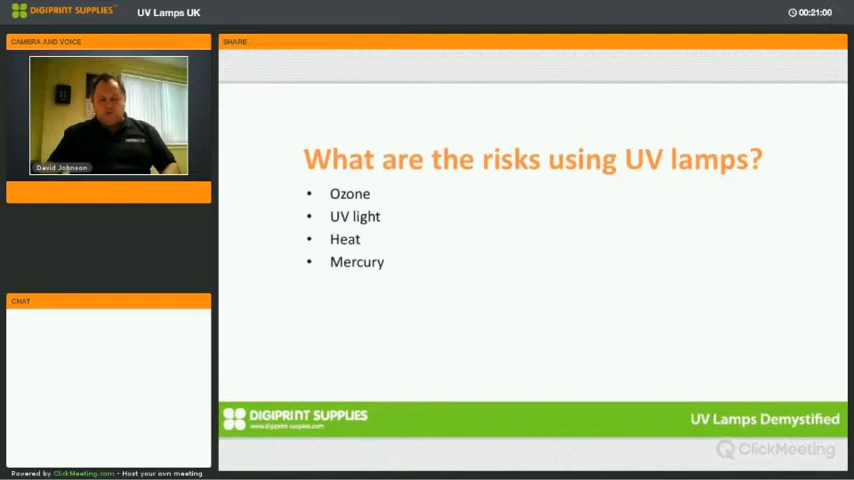 DIGIPRINT SUPPLIES™
UV Lamps UK
00:21:00
CAMERA AND VOICE
David Johnson
CHAT
Powered by ClickMeeting.com - Host your own meeting
SHARE
What are the risks using UV lamps?
• Ozone
• UV light
• Heat
• Mercury
DIGIPRINT SUPPLIES
www.digiprint-supplies.com
UV Lamps Demystified
ClickMeeting